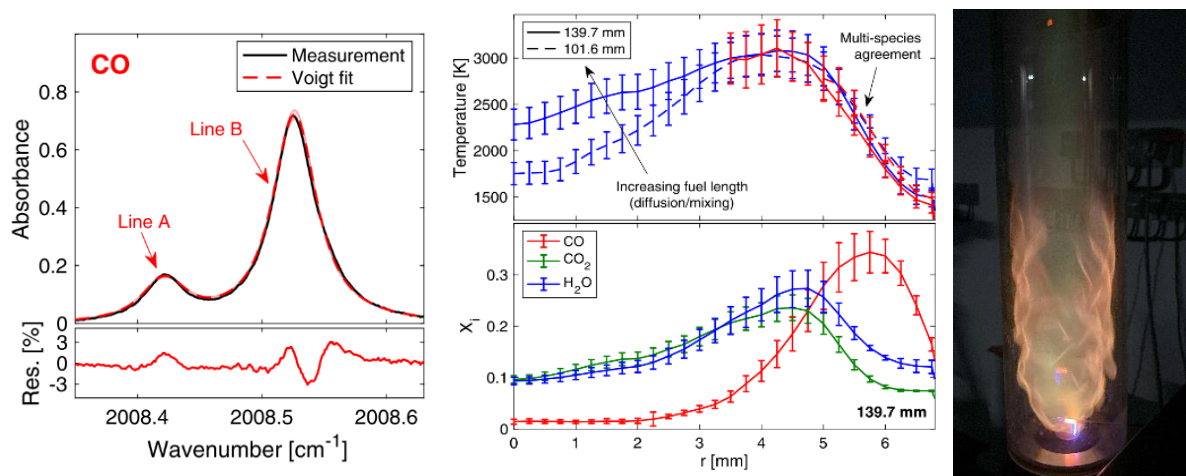 CO
Measurement
Voigt fit
Line B
Line A
Absorbance
0.8
0.6
0.4
0.2
0
Res. [%]
3
0
-3
2008.4
2008.5
2008.6
Wavenumber [cm⁻¹]
139.7 mm
101.6 mm
Multi-species
agreement
Increasing fuel length
(diffusion/mixing)
Temperature [K]
3000
2500
2000
1500
CO
CO₂
H₂O
X_i
0.3
0.2
0.1
0
139.7 mm
0
1
2
3
4
5
6
r [mm]